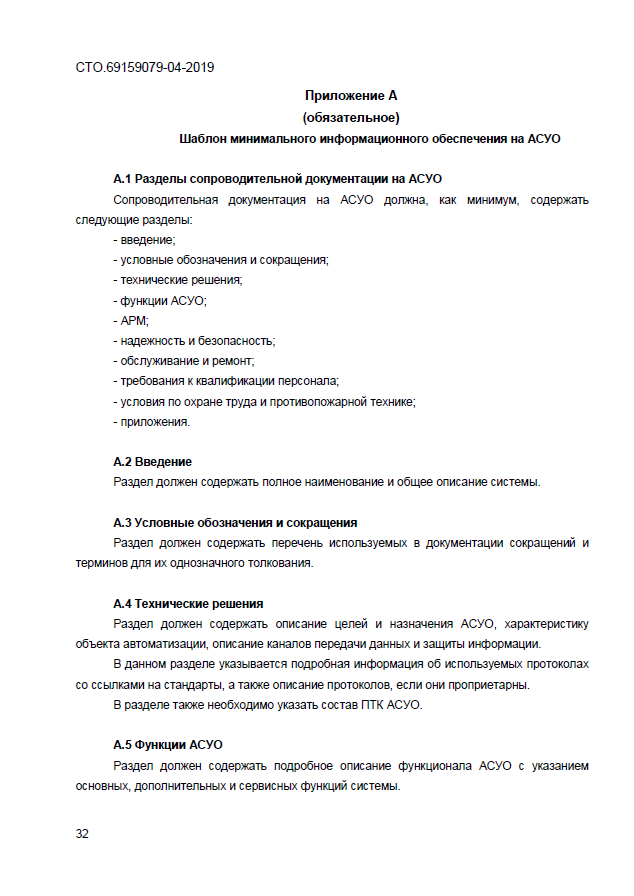 СТО.69159079-04-2019
Приложение А
(обязательное)
Шаблон минимального информационного обеспечения на АСУО
А.1 Разделы сопроводительной документации на АСУО
Сопроводительная документация на АСУО должна, как минимум, содержать
следующие разделы:
- введение;
- условные обозначения и сокращения;
- технические решения;
- функции АСУО;
- АРМ;
- надежность и безопасность;
- обслуживание и ремонт;
- требования к квалификации персонала;
- условия по охране труда и противопожарной технике;
- приложения.
А.2 Введение
Раздел должен содержать полное наименование и общее описание системы.
А.3 Условные обозначения и сокращения
Раздел должен содержать перечень используемых в документации сокращений и
терминов для их однозначного толкования.
А.4 Технические решения
Раздел должен содержать описание целей и назначения АСУО, характеристику
объекта автоматизации, описание каналов передачи данных и защиты информации.
В данном разделе указывается подробная информация об используемых протоколах
со ссылками на стандарты, а также описание протоколов, если они проприетарны.
В разделе также необходимо указать состав ПТК АСУО.
А.5 Функции АСУО
Раздел должен содержать подробное описание функционала АСУО с указанием
основных, дополнительных и сервисных функций системы.
32